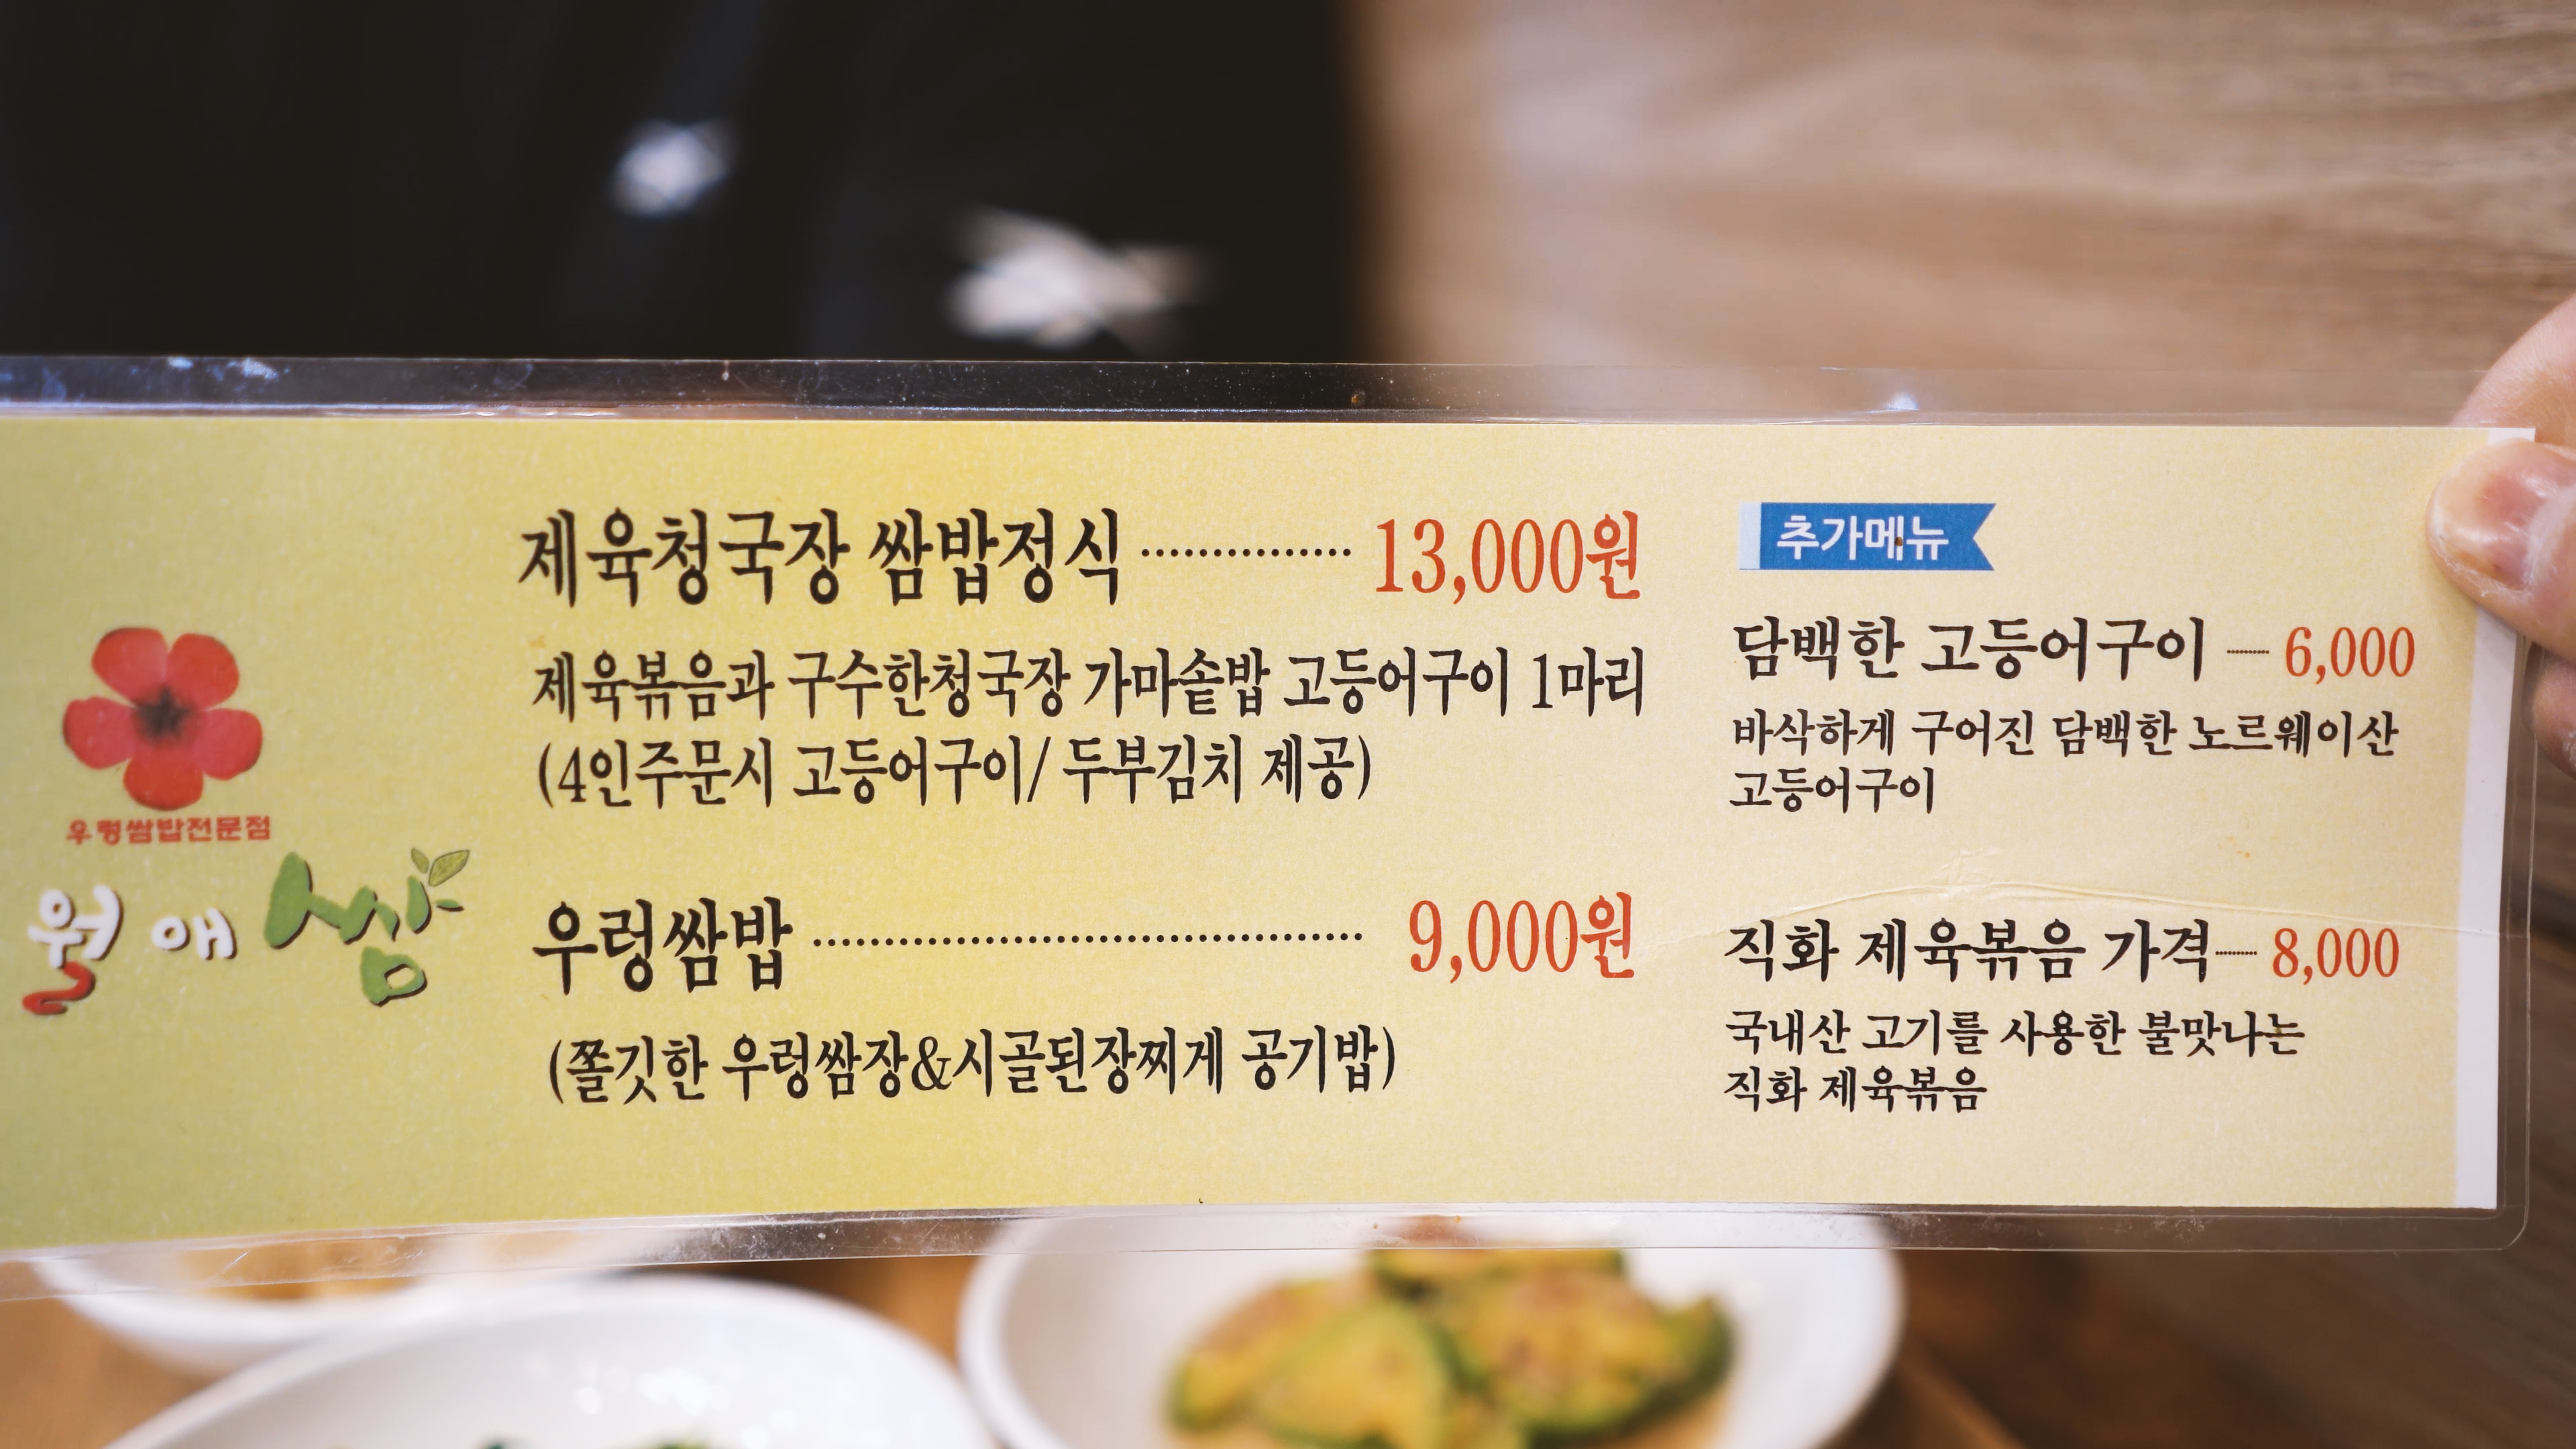 우렁쌈밥전문점
월애쌈
제육청국장 쌈밥정식 ·············· 13,000원
제육볶음과 구수한청국장 가마솥밥 고등어구이 1마리
(4인주문시 고등어구이/ 두부김치 제공)
우렁쌈밥 ······································ 9,000원
(쫄깃한 우렁쌈장&시골된장찌게 공기밥)
추가메뉴
담백한 고등어구이 ······ 6,000
바삭하게 구어진 담백한 노르웨이산
고등어구이
직화 제육볶음 가격 ······ 8,000
국내산 고기를 사용한 불맛나는
직화 제육볶음